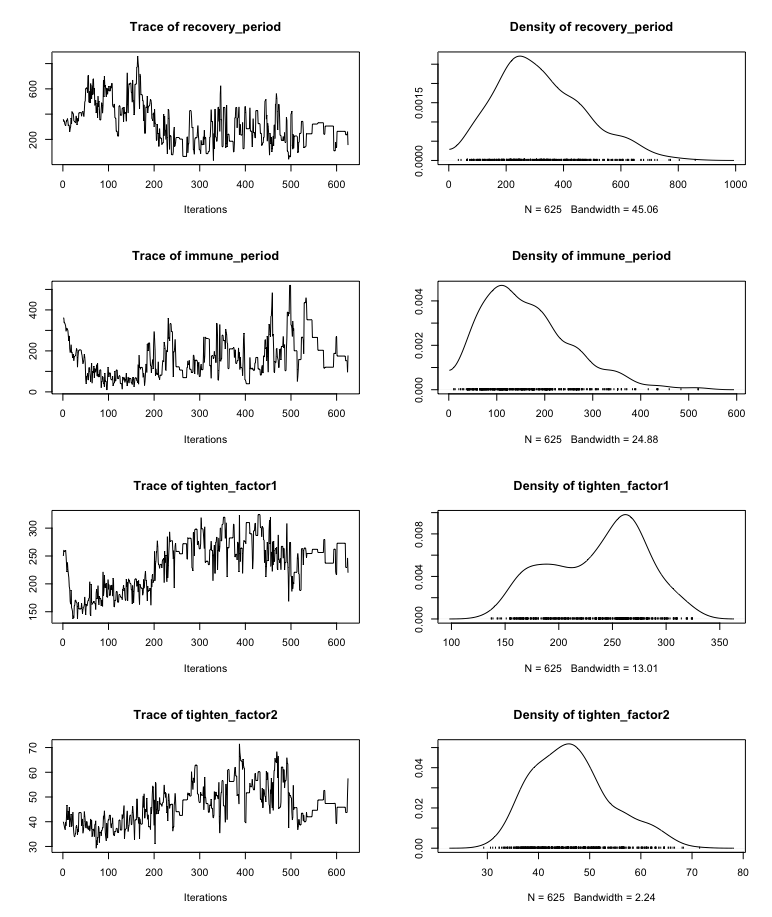 Trace of recovery_period
Density of recovery_period
600
200
0 100 200 300 400 500 600
Iterations
0.0015
0.0000
0 200 400 600 800 1000
N = 625 Bandwidth = 45.06
Trace of immune_period
Density of immune_period
400
200
0
0 100 200 300 400 500 600
Iterations
0.004
0.002
0.000
0 100 200 300 400 500 600
N = 625 Bandwidth = 24.88
Trace of tighten_factor1
Density of tighten_factor1
300
250
200
150
0 100 200 300 400 500 600
Iterations
0.008
0.004
0.000
100 150 200 250 300 350
N = 625 Bandwidth = 13.01
Trace of tighten_factor2
Density of tighten_factor2
70
60
50
40
30
0 100 200 300 400 500 600
Iterations
0.04
0.02
0.00
30 40 50 60 70 80
N = 625 Bandwidth = 2.24